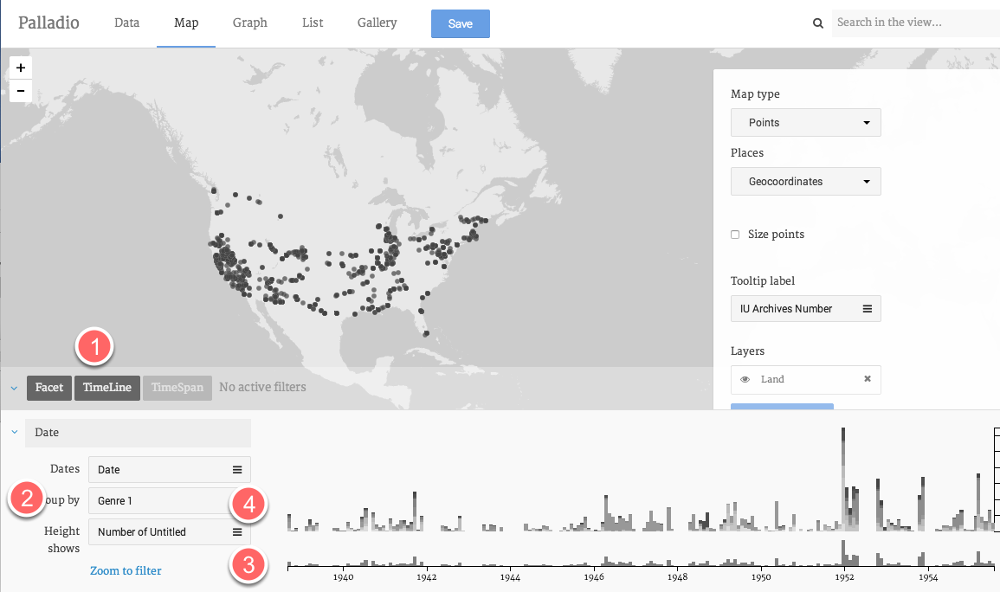 Palladio Data Map Graph List Gallery Save Search in the view...
+
−
Map type
Points
Places
Geocoordinates
Size points
Tooltip label
IU Archives Number
Layers
Land
1
Facet TimeLine TimeSpan No active filters
Date
Dates Date
2 oup by Genre 1 4
Height shows Number of Untitled
3
Zoom to filter
1940 1942 1944 1946 1948 1950 1952 1954